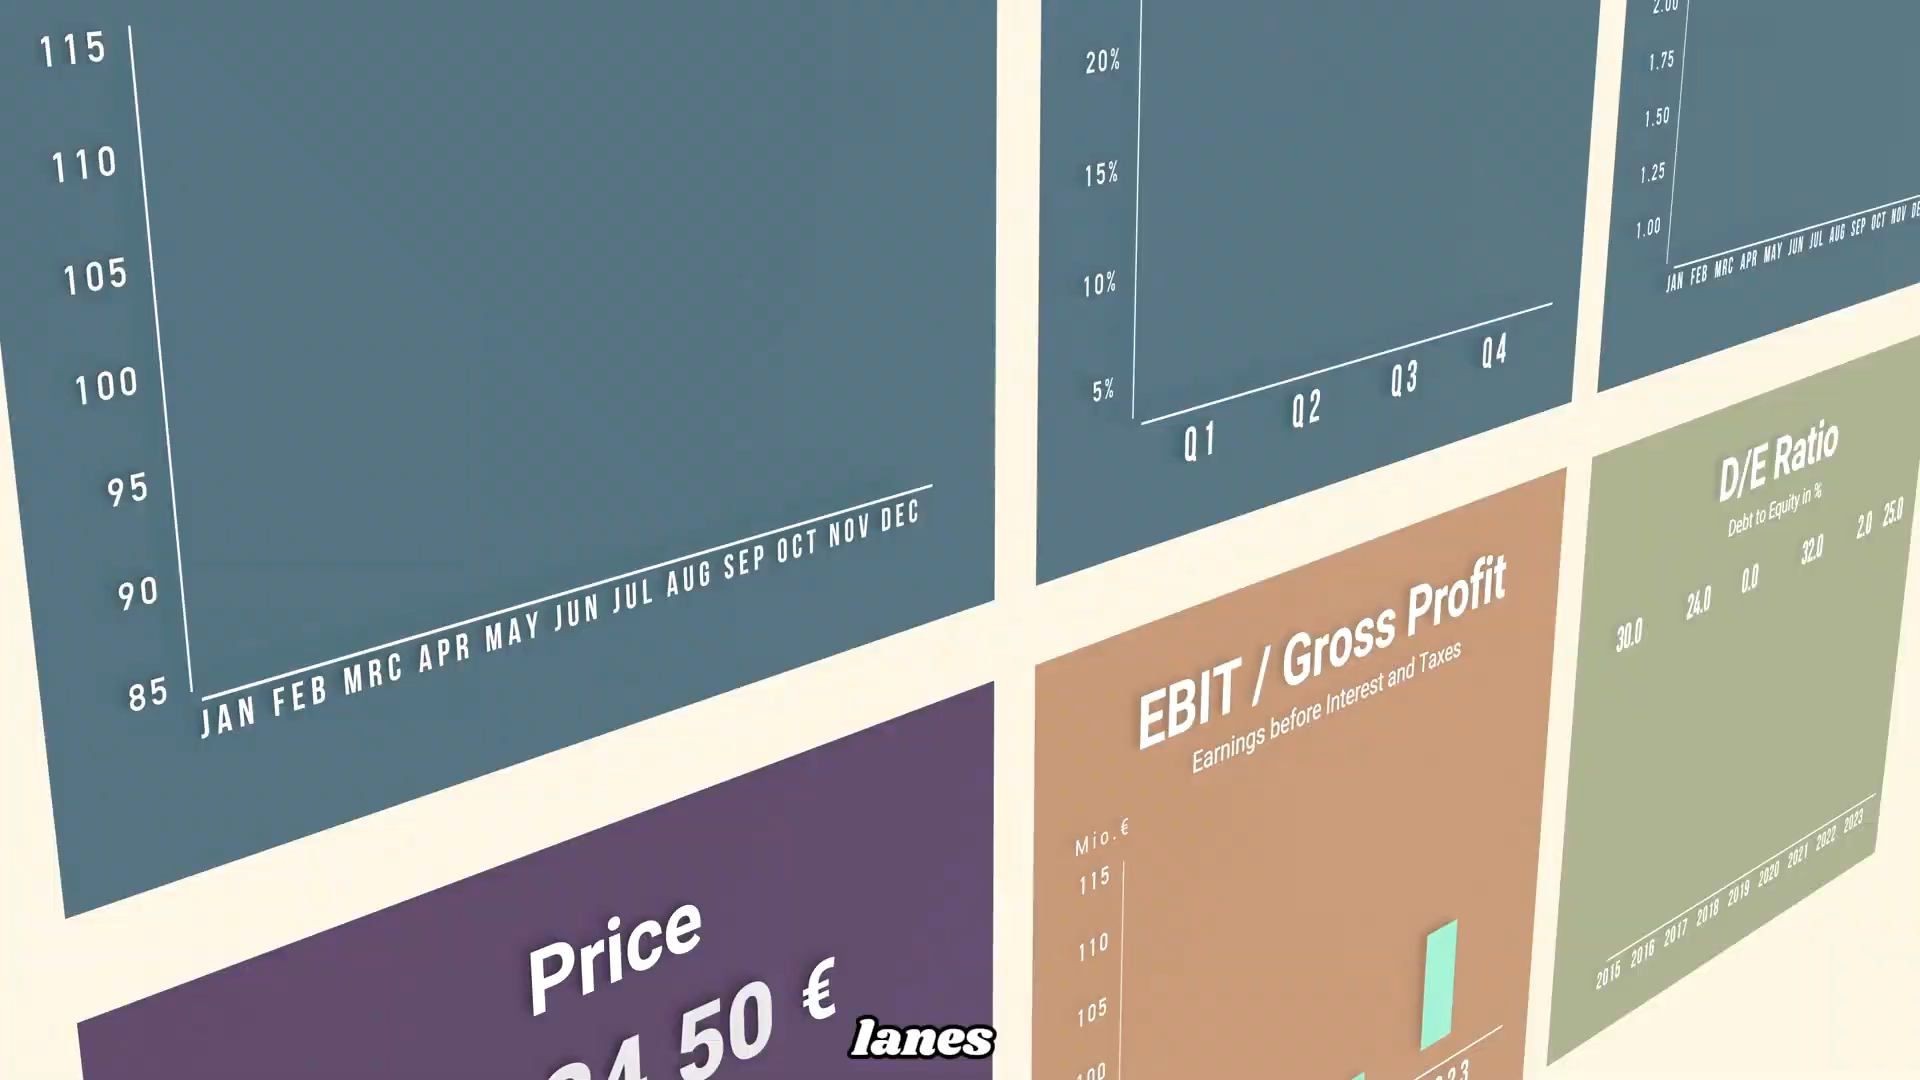 115
110
105
100
95
90
85
JAN FEB MRC APR MAY JUN JUL AUG SEP OCT NOV DEC
20%
15%
10%
5%
Q1 Q2 Q3 Q4
2.00
1.75
1.50
1.25
1.00
JAN FEB MRC APR MAY JUN JUL AUG SEP OCT NOV
Price
50 €
EBIT / Gross Profit
Earnings before Interest and Taxes
Mio.€
115
110
105
100
D/E Ratio
Debt to Equity in %
30.0 24.0 0.0 32.0 2.0 25.0
2015 2016 2017 2018 2019 2020 2021 2022 2023
lanes